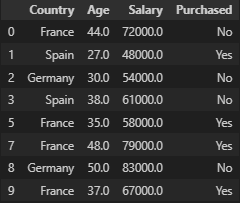 Country Age Salary Purchased
0 France 44.0 72000.0 No
1 Spain 27.0 48000.0 Yes
2 Germany 30.0 54000.0 No
3 Spain 38.0 61000.0 No
5 France 35.0 58000.0 Yes
7 France 48.0 79000.0 Yes
8 Germany 50.0 83000.0 No
9 France 37.0 67000.0 Yes